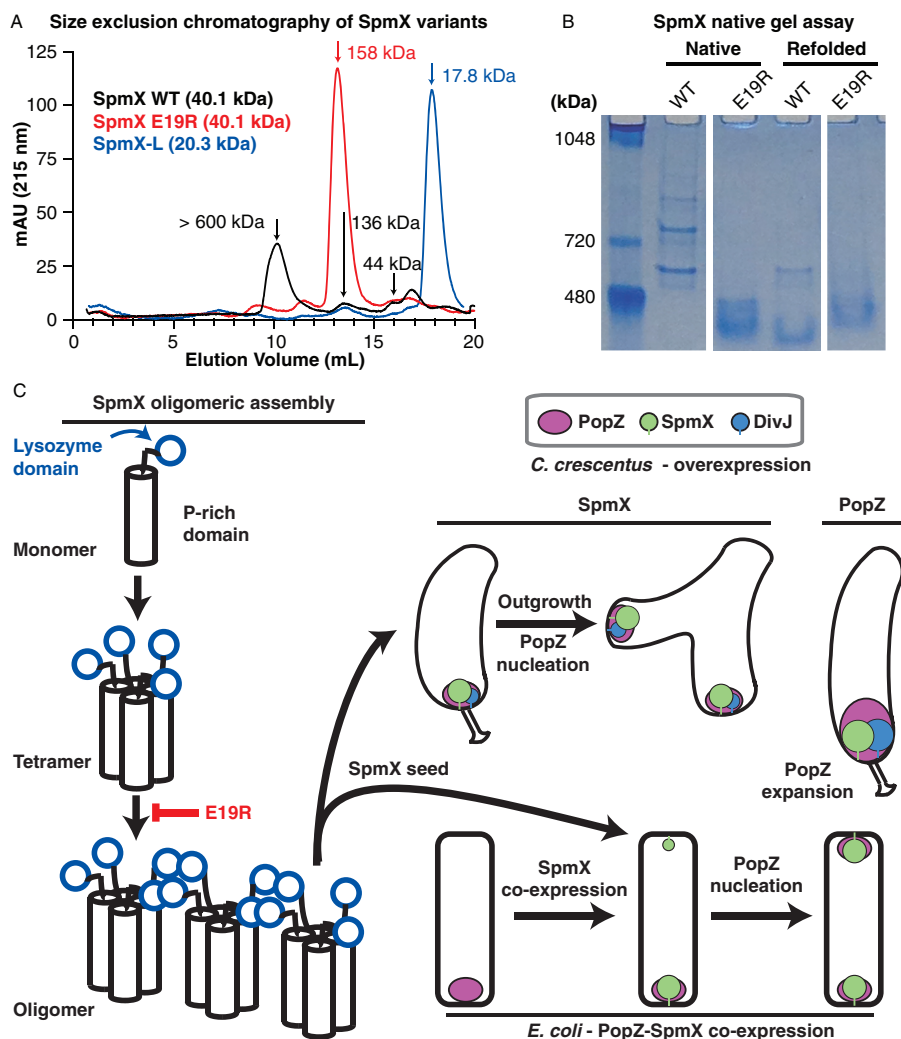 A
Size exclusion chromatography of SpmX variants
125
100
75
50
25
0
mAU (215 nm)
0
5
10
15
20
Elution Volume (mL)
SpmX WT (40.1 kDa)
SpmX E19R (40.1 kDa)
SpmX-L (20.3 kDa)
158 kDa
17.8 kDa
> 600 kDa
136 kDa
44 kDa
B
SpmX native gel assay
Native
Refolded
(kDa)
WT
E19R
WT
E19R
1048
720
480
C
SpmX oligomeric assembly
Lysozyme
domain
P-rich
domain
Monomer
Tetramer
E19R
Oligomer
PopZ
SpmX
DivJ
C. crescentus - overexpression
SpmX
PopZ
Outgrowth
PopZ
nucleation
PopZ
expansion
SpmX seed
SpmX
co-expression
PopZ
nucleation
E. coli - PopZ-SpmX co-expression